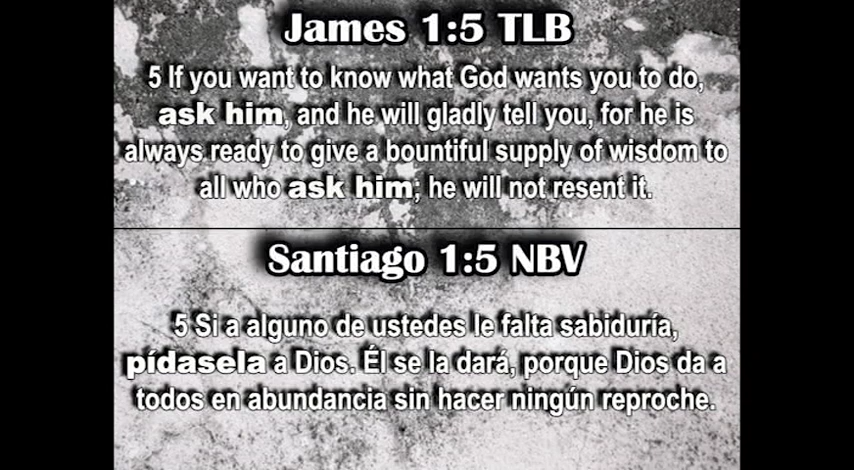 James 1:5 TLB
5 If you want to know what God wants you to do,
ask him, and he will gladly tell you, for he is
always ready to give a bountiful supply of wisdom to
all who ask him; he will not resent it.
Santiago 1:5 NBV
5 Si a alguno de ustedes le falta sabiduría,
pídasela a Dios. Él se la dará, porque Dios da a
todos en abundancia sin hacer ningún reproche.